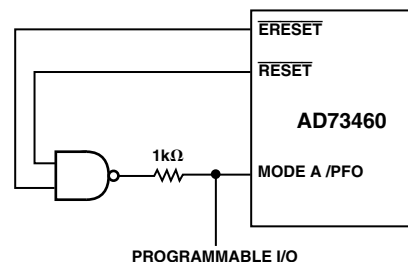 ERESET
RESET
AD73460
1kΩ
MODE A /PFO
PROGRAMMABLE I/O